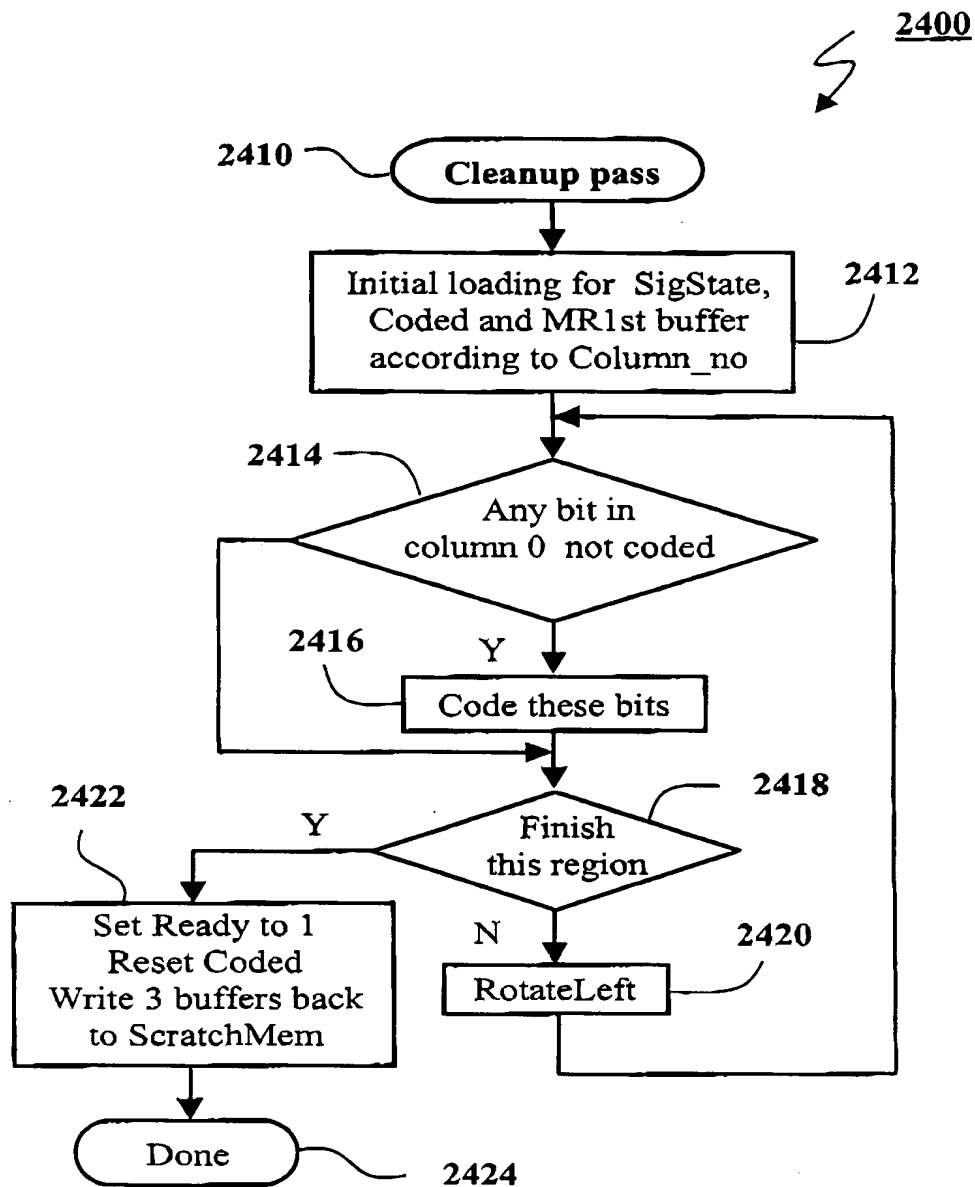 2400
2410
Cleanup pass
2412
Initial loading for SigState,
Coded and MR1st buffer
according to Column_no
2414
Any bit in
column 0 not coded
2416
Y
Code these bits
2422
2418
Y
Finish
this region
N
2420
Set Ready to 1
Reset Coded
Write 3 buffers back
to ScratchMem
RotateLeft
Done
2424